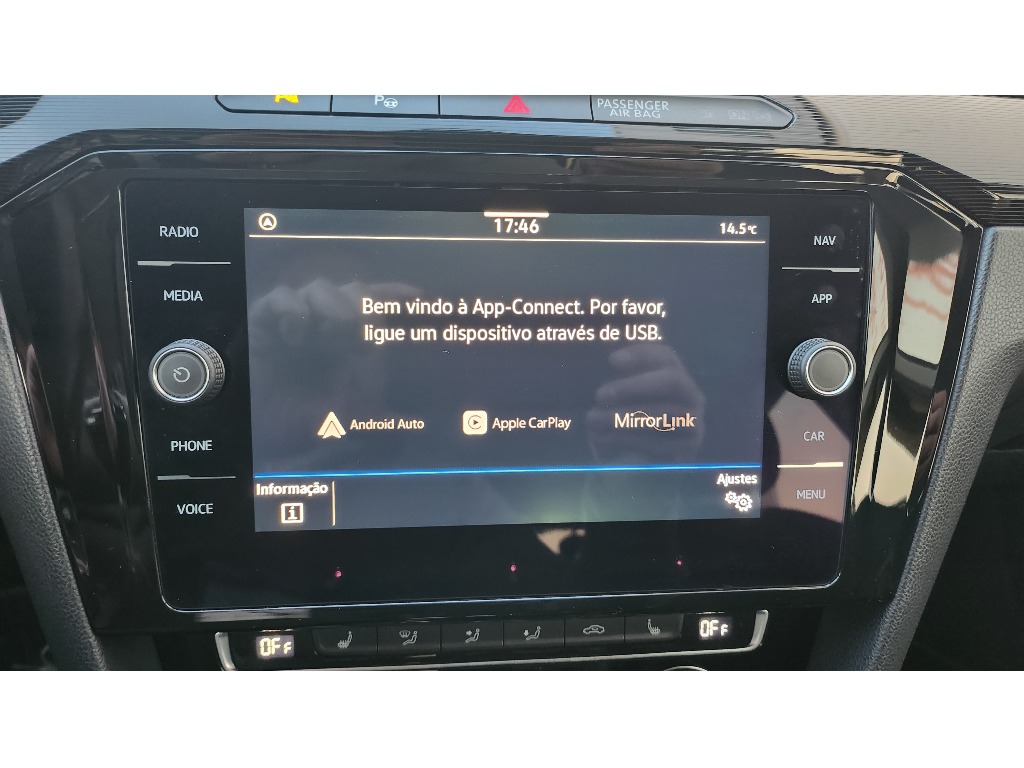 P
PASSENGER
AIR BAG
RADIO
MEDIA
PHONE
VOICE
17:46
14.5°C
Bem vindo à App-Connect. Por favor,
ligue um dispositivo através de USB.
Android Auto
Apple CarPlay
MirrorLink
Informação
i
Ajustes
NAV
APP
CAR
MENU
OFF
OFF